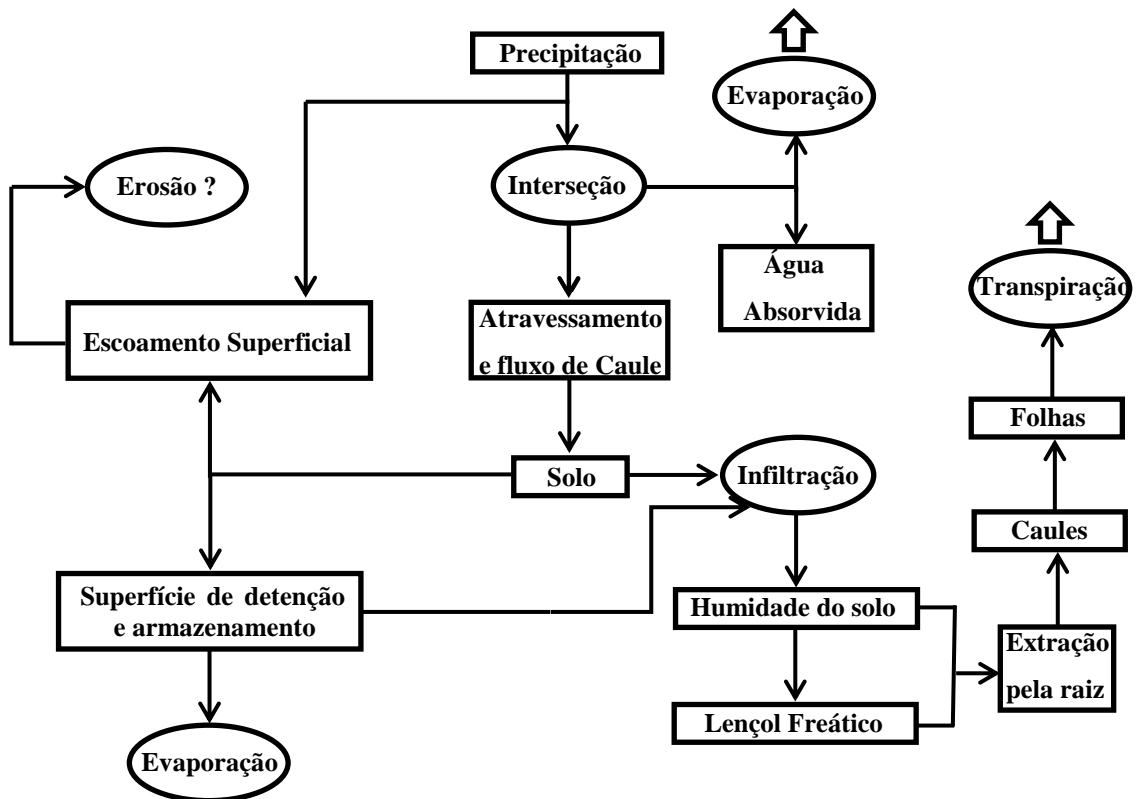 Precipitação
Evaporação
Erosão ?
Interseção
Água
Absorvida
Transpiração
Escoamento Superficial
Atravessamento
e fluxo de Caule
Folhas
Solo
Infiltração
Caules
Superfície de detenção
e armazenamento
Humidade do solo
Extração
pela raiz
Lençol Freático
Evaporação